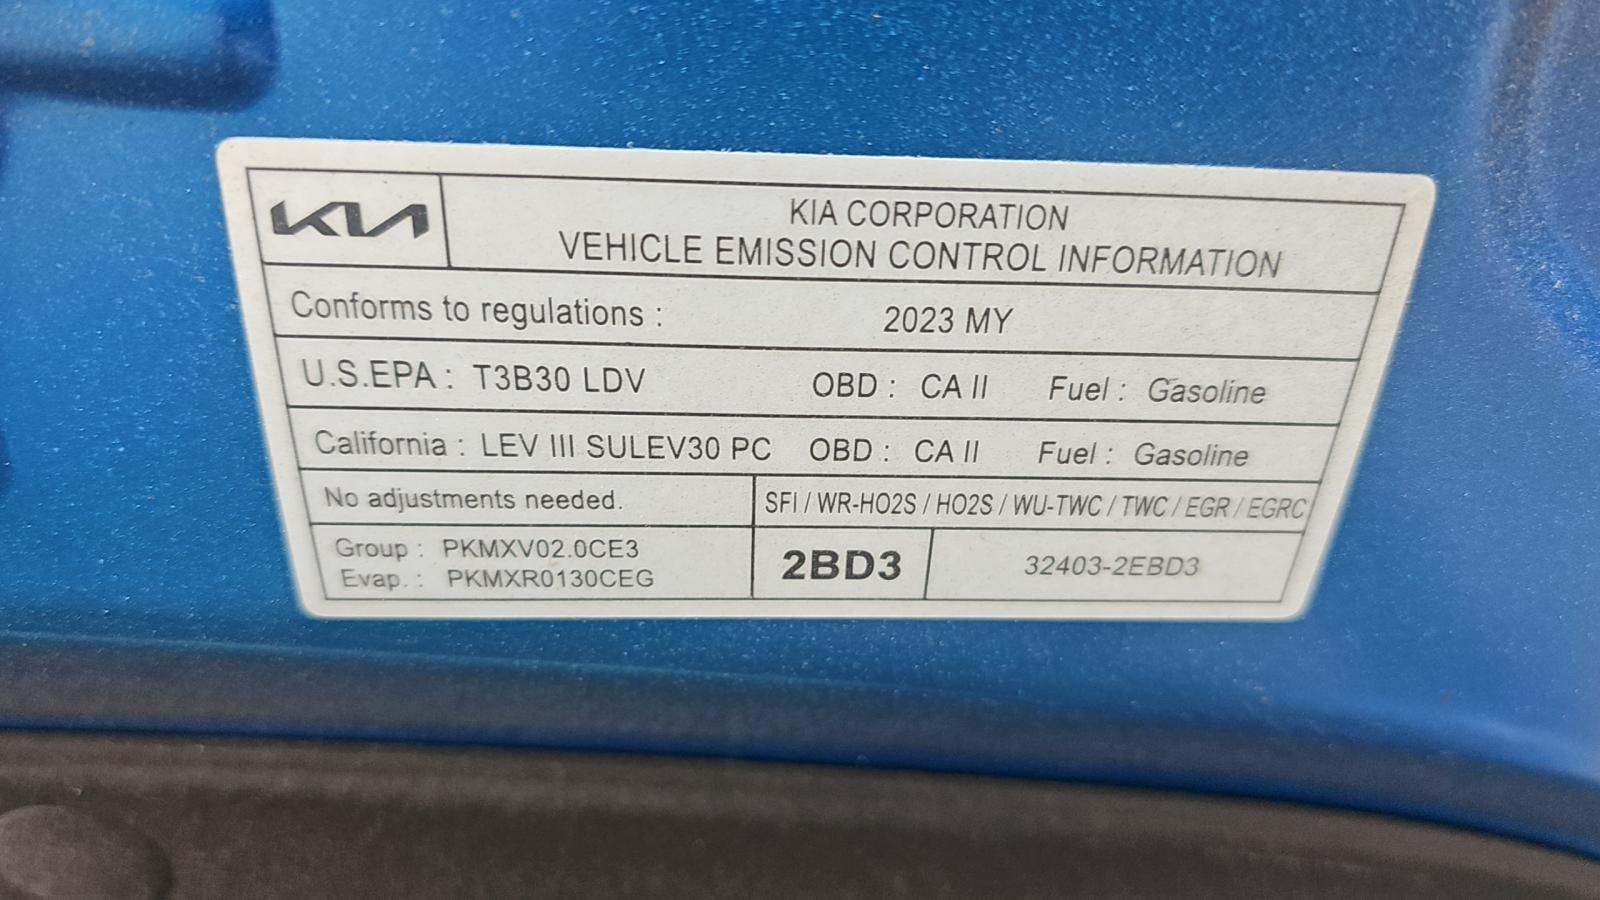 KIA
KIA CORPORATION
VEHICLE EMISSION CONTROL INFORMATION
Conforms to regulations : 2023 MY
U.S.EPA : T3B30 LDV OBD : CA II Fuel : Gasoline
California : LEV III SULEV30 PC OBD : CA II Fuel : Gasoline
No adjustments needed. SFI / WR-HO2S / HO2S / WU-TWC / TWC / EGR / EGRC
Group : PKMXV02.0CE3
Evap. : PKMXR0130CEG
2BD3 32403-2EBD3